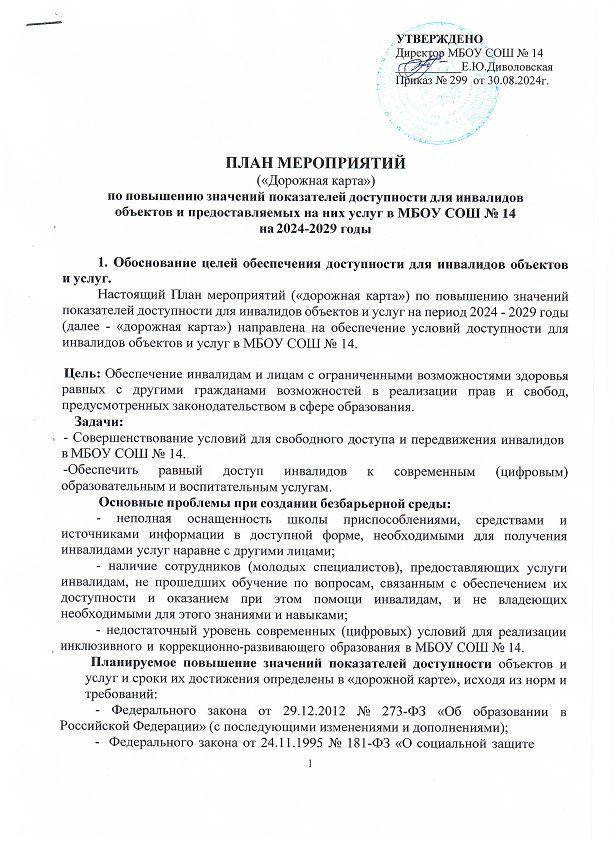 УТВЕРЖДЕНО
Директор МБОУ СОШ № 14
Е.Ю.Диволовская
Приказ № 299 от 30.08.2024г.
ПЛАН МЕРОПРИЯТИЙ
(«Дорожная карта»)
по повышению значений показателей доступности для инвалидов
объектов и предоставляемых на них услуг в МБОУ СОШ № 14
на 2024-2029 годы
1. Обоснование целей обеспечения доступности для инвалидов объектов
и услуг.
Настоящий План мероприятий («дорожная карта») по повышению значений
показателей доступности для инвалидов объектов и услуг на период 2024 - 2029 годы
(далее - «дорожная карта») направлена на обеспечение условий доступности для
инвалидов объектов и услуг в МБОУ СОШ № 14.
Цель: Обеспечение инвалидам и лицам с ограниченными возможностями здоровья
равных с другими гражданами возможностей в реализации прав и свобод,
предусмотренных законодательством в сфере образования.
Задачи:
- Совершенствование условий для свободного доступа и передвижения инвалидов
в МБОУ СОШ № 14.
-Обеспечить равный доступ инвалидов к современным (цифровым)
образовательным и воспитательным услугам.
Основные проблемы при создании безбарьерной среды:
- неполная оснащенность школы приспособлениями, средствами и
источниками информации в доступной форме, необходимыми для получения
инвалидами услуг наравне с другими лицами;
- наличие сотрудников (молодых специалистов), предоставляющих услуги
инвалидам, не прошедших обучение по вопросам, связанным с обеспечением их
доступности и оказанием при этом помощи инвалидам, и не владеющих
необходимыми для этого знаниями и навыками;
- недостаточный уровень современных (цифровых) условий для реализации
инклюзивного и коррекционно-развивающего образования в МБОУ СОШ № 14.
Планируемое повышение значений показателей доступности объектов и
услуг и сроки их достижения определены в «дорожной карте», исходя из норм и
требований:
- Федерального закона от 29.12.2012 № 273-ФЗ «Об образовании в
Российской Федерации» (с последующими изменениями и дополнениями);
- Федерального закона от 24.11.1995 № 181-ФЗ «О социальной защите
1